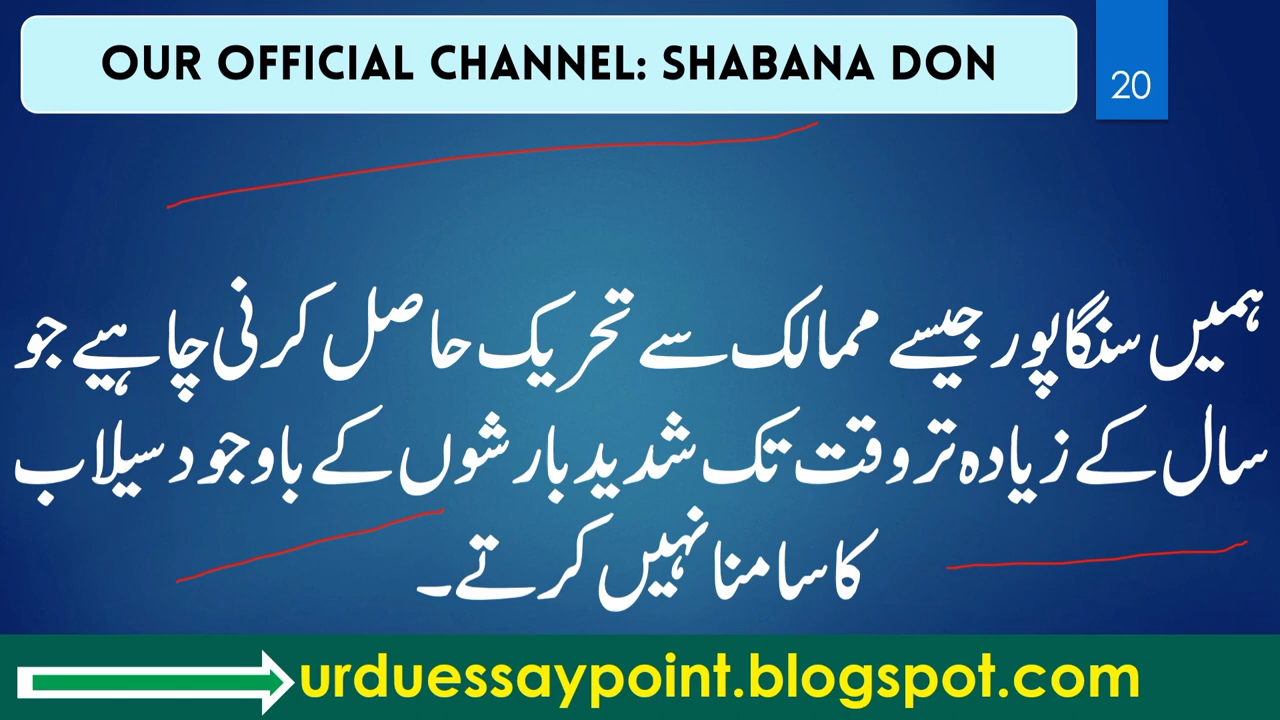 OUR OFFICIAL CHANNEL: SHABANA DON
20
ہمیں سنگاپور جیسے ممالک سے تحریک حاصل کرنی چاہیے جو
سال کے زیادہ تر وقت تک شدید بارشوں کے باوجود سیلاب
کا سامنا نہیں کرتے۔
urduessaypoint.blogspot.com